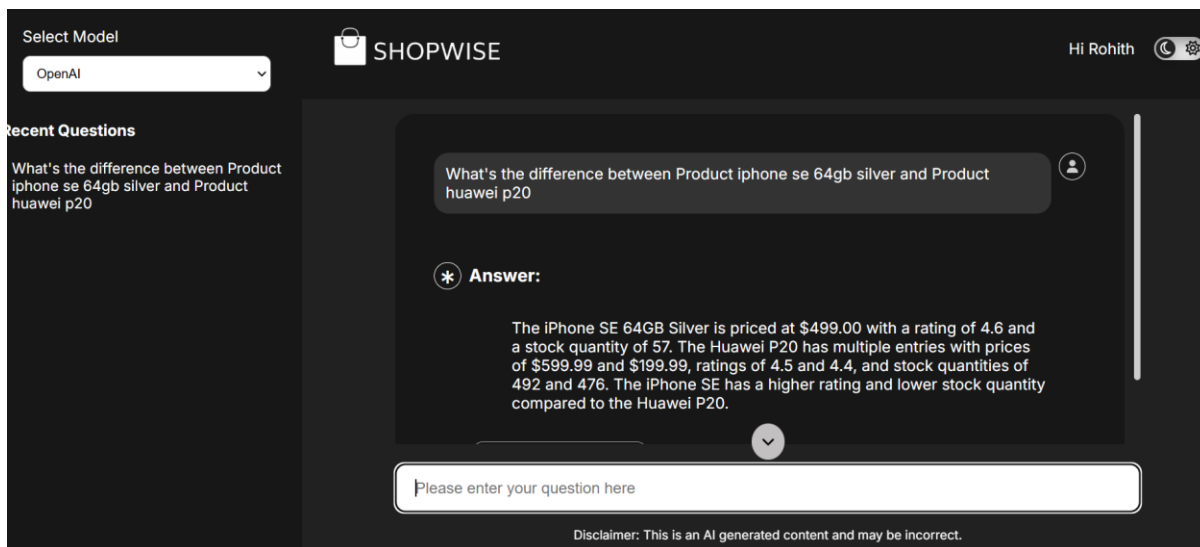 Select Model
OpenAI
Recent Questions
What's the difference between Product
iphone se 64gb silver and Product
huawei p20
SHOPWISE
Hi Rohith
What's the difference between Product iphone se 64gb silver and Product
huawei p20
Answer:
The iPhone SE 64GB Silver is priced at $499.00 with a rating of 4.6 and
a stock quantity of 57. The Huawei P20 has multiple entries with prices
of $599.99 and $199.99, ratings of 4.5 and 4.4, and stock quantities of
492 and 476. The iPhone SE has a higher rating and lower stock quantity
compared to the Huawei P20.
Please enter your question here
Disclaimer: This is an AI generated content and may be incorrect.